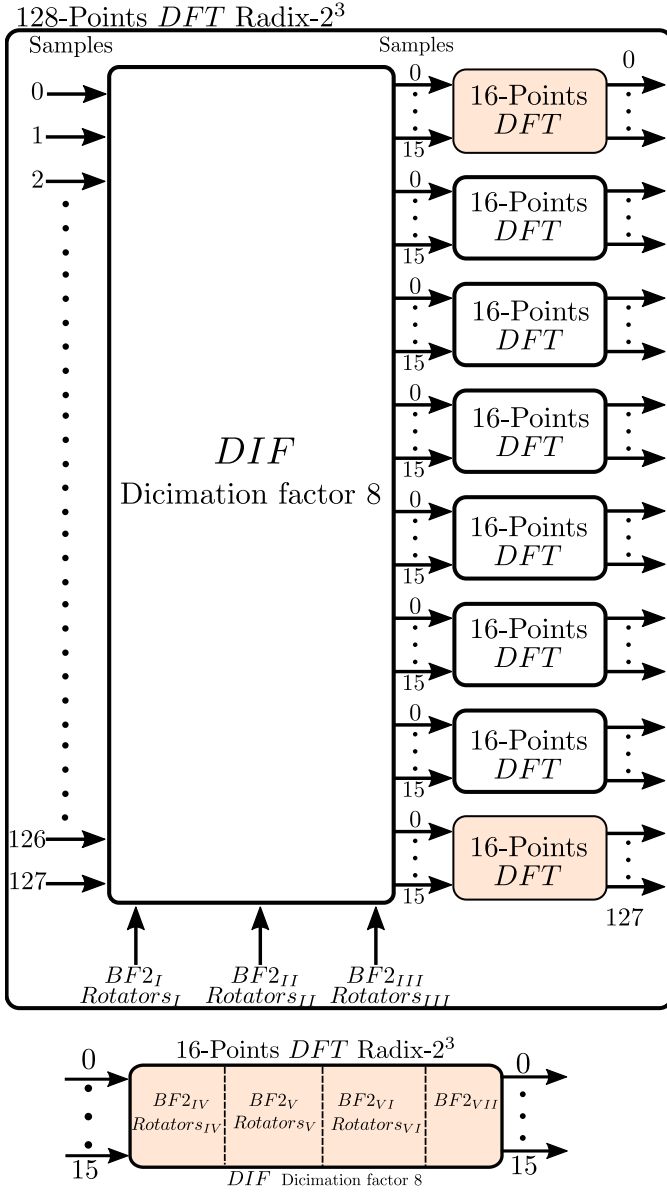 128-Points DFT Radix-2³
Samples
Samples
0
1
2
126
127
DIF
Dicimation factor 8
0
15
16-Points
DFT
0
0
15
16-Points
DFT
0
15
16-Points
DFT
0
15
16-Points
DFT
0
15
16-Points
DFT
0
15
16-Points
DFT
0
15
16-Points
DFT
0
15
16-Points
DFT
127
BF2_I
Rotators_I
BF2_II
Rotators_II
BF2_III
Rotators_III
16-Points DFT Radix-2³
0
15
BF2_IV
Rotators_IV
BF2_V
Rotators_V
BF2_VI
Rotators_VI
BF2_VII
0
15
DIF Dicimation factor 8